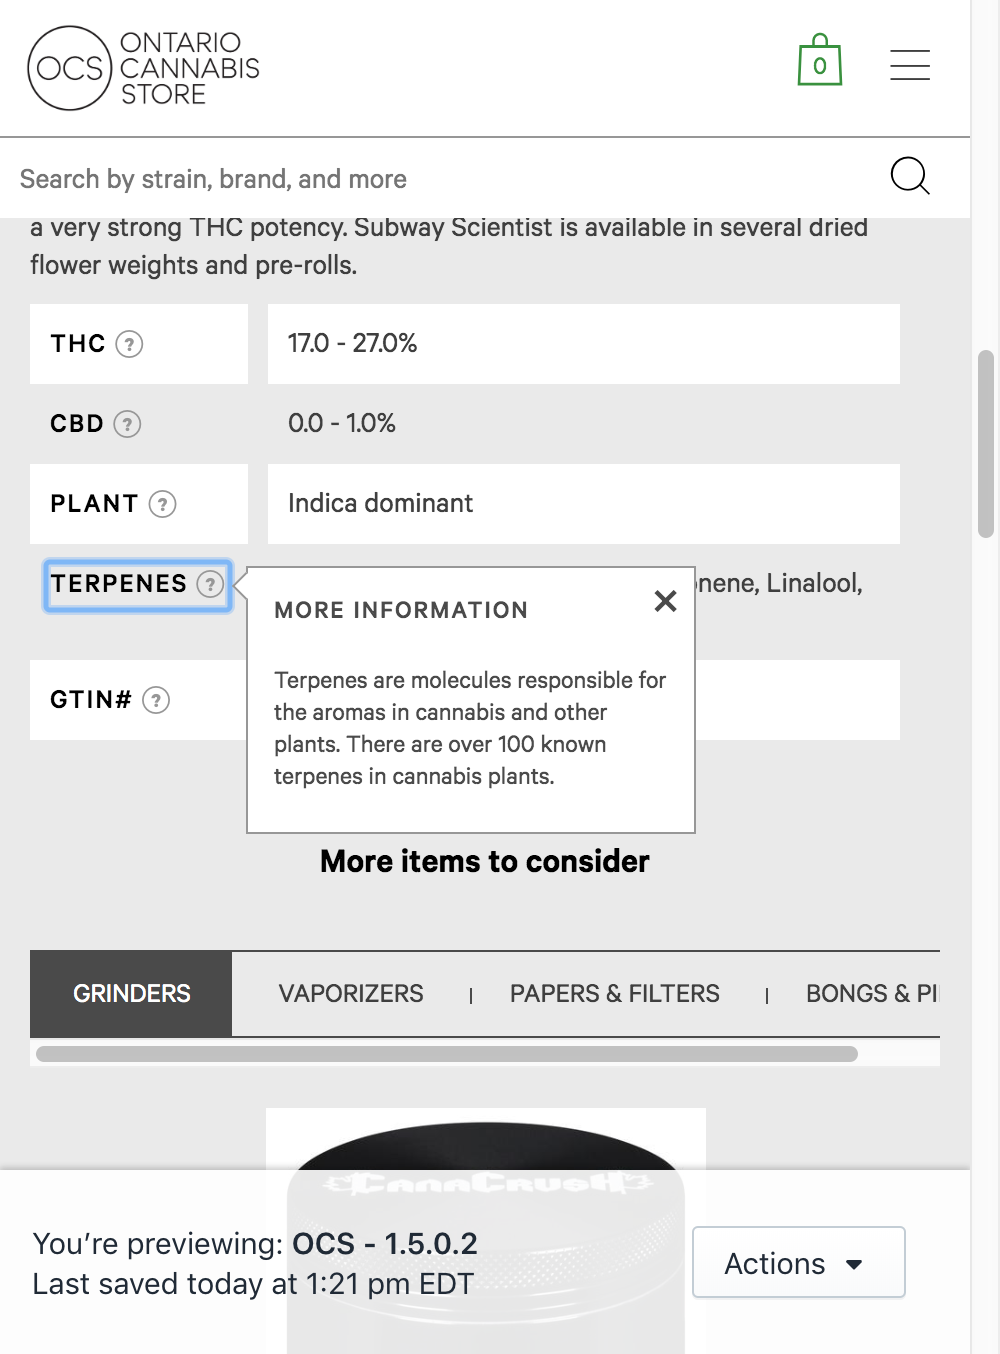 OCS
ONTARIO
CANNABIS
STORE
0
Search by strain, brand, and more
a very strong THC potency. Subway Scientist is available in several dried
flower weights and pre-rolls.
THC ?
17.0 - 27.0%
CBD ?
0.0 - 1.0%
PLANT ?
Indica dominant
TERPENES ?
nene, Linalool,
MORE INFORMATION
Terpenes are molecules responsible for
the aromas in cannabis and other
plants. There are over 100 known
terpenes in cannabis plants.
GTIN# ?
More items to consider
GRINDERS
VAPORIZERS | PAPERS & FILTERS | BONGS & PI
CannaCrush
You’re previewing: OCS - 1.5.0.2
Last saved today at 1:21 pm EDT
Actions